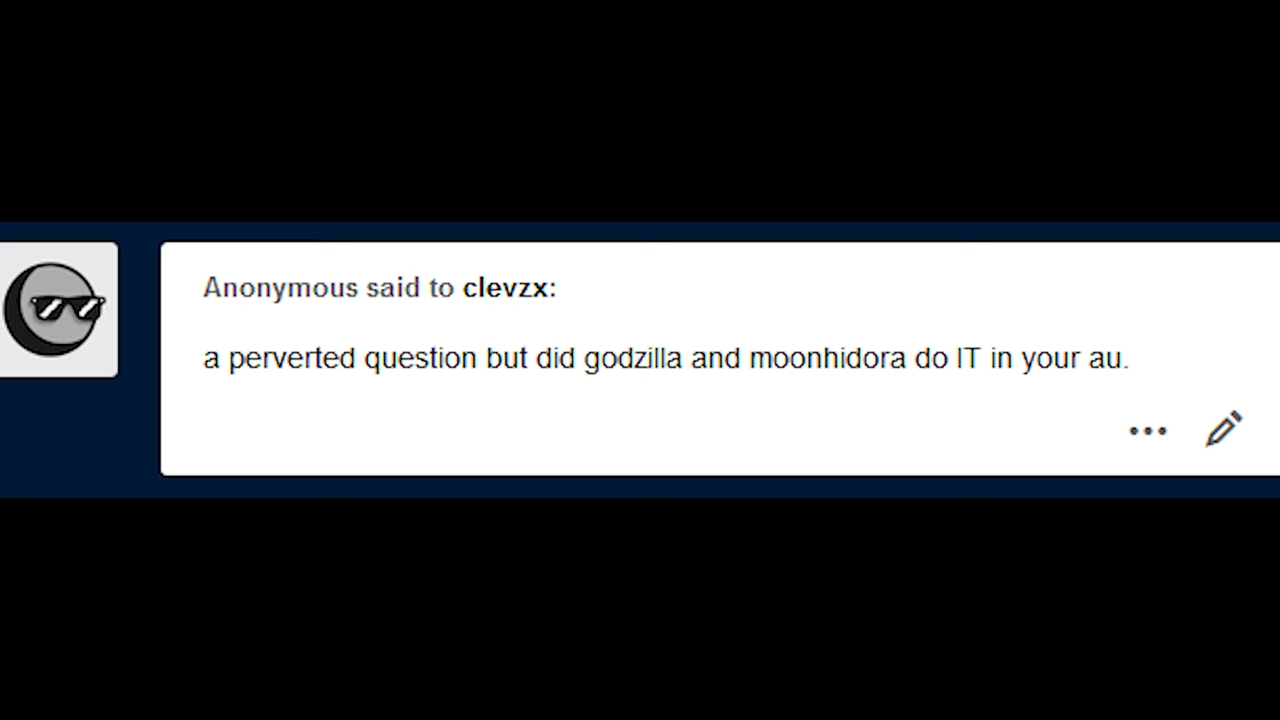 Anonymous said to clevzx:
a perverted question but did godzilla and moonhidora do IT in your au.